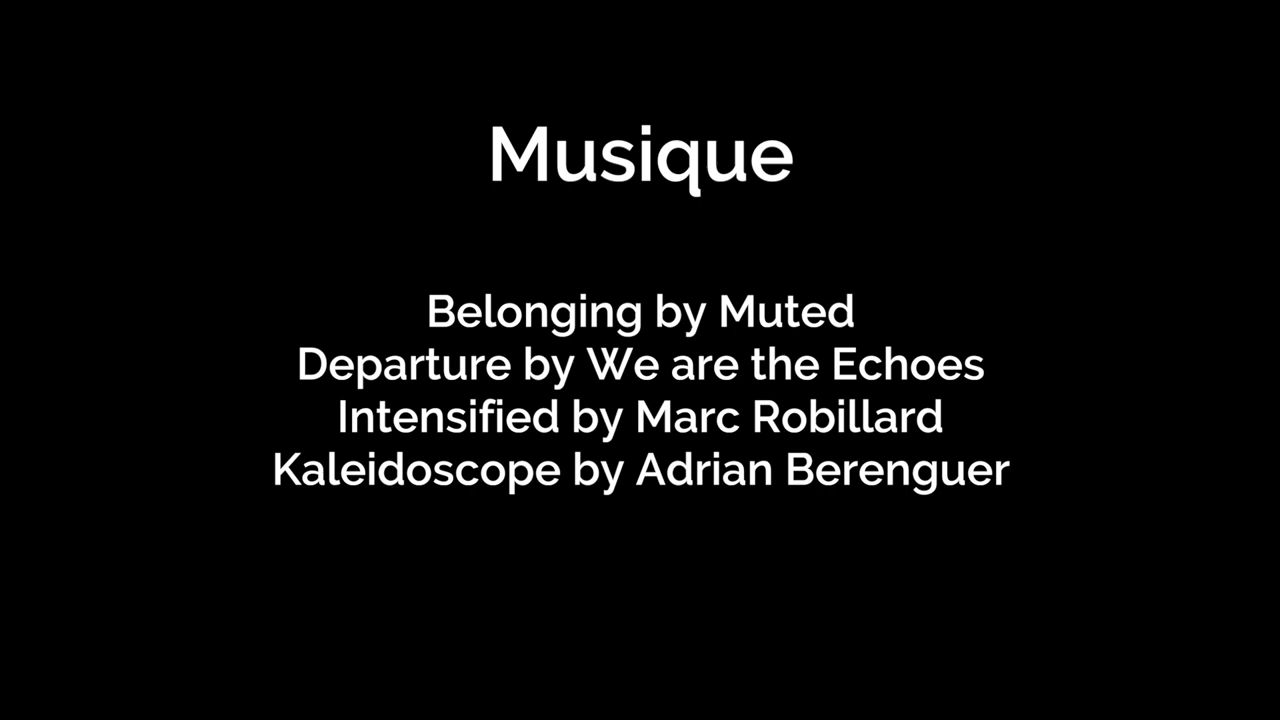 Musique
Belonging by Muted
Departure by We are the Echoes
Intensified by Marc Robillard
Kaleidoscope by Adrian Berenguer